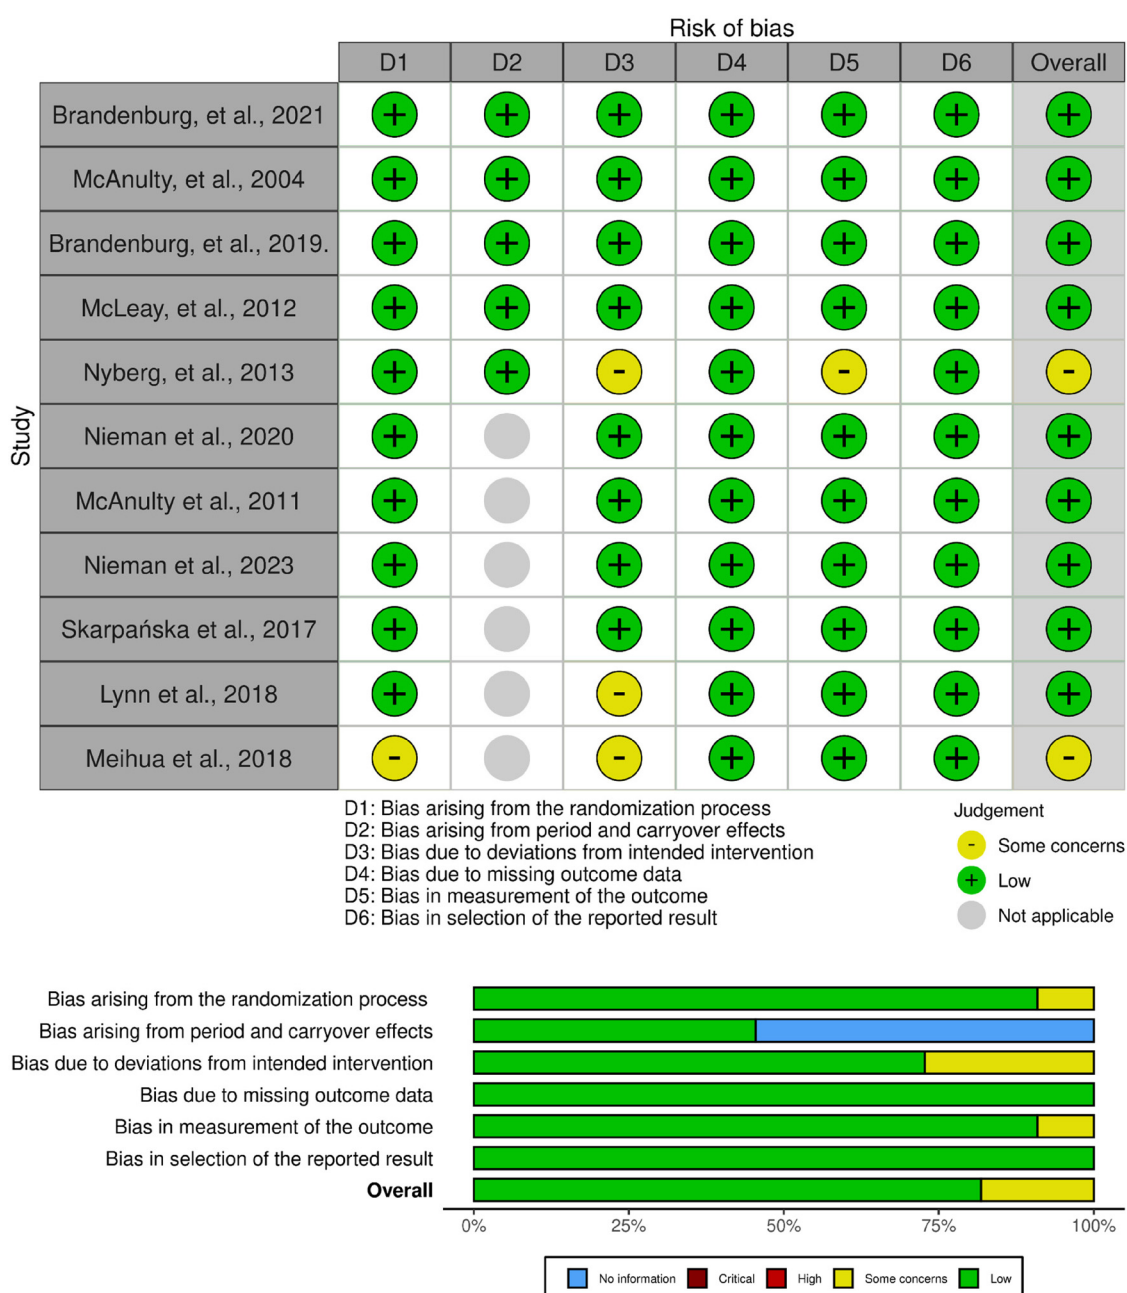 Risk of bias
D1 D2 D3 D4 D5 D6 Overall
Study
Brandenburg, et al., 2021 + + + + + + +
McAnulty, et al., 2004 + + + + + + +
Brandenburg, et al., 2019. + + + + + + +
McLeay, et al., 2012 + + + + + + +
Nyberg, et al., 2013 + + - + - + -
Nieman et al., 2020 + + + + + +
McAnulty et al., 2011 + + + + + +
Nieman et al., 2023 + + + + + +
Skarpańska et al., 2017 + + + + + +
Lynn et al., 2018 + - + + + +
Meihua et al., 2018 - - + + + -
D1: Bias arising from the randomization process
D2: Bias arising from period and carryover effects
D3: Bias due to deviations from intended intervention
D4: Bias due to missing outcome data
D5: Bias in measurement of the outcome
D6: Bias in selection of the reported result
Judgement
- Some concerns
+ Low
Not applicable
Bias arising from the randomization process
Bias arising from period and carryover effects
Bias due to deviations from intended intervention
Bias due to missing outcome data
Bias in measurement of the outcome
Bias in selection of the reported result
Overall
0% 25% 50% 75% 100%
No information Critical High Some concerns Low